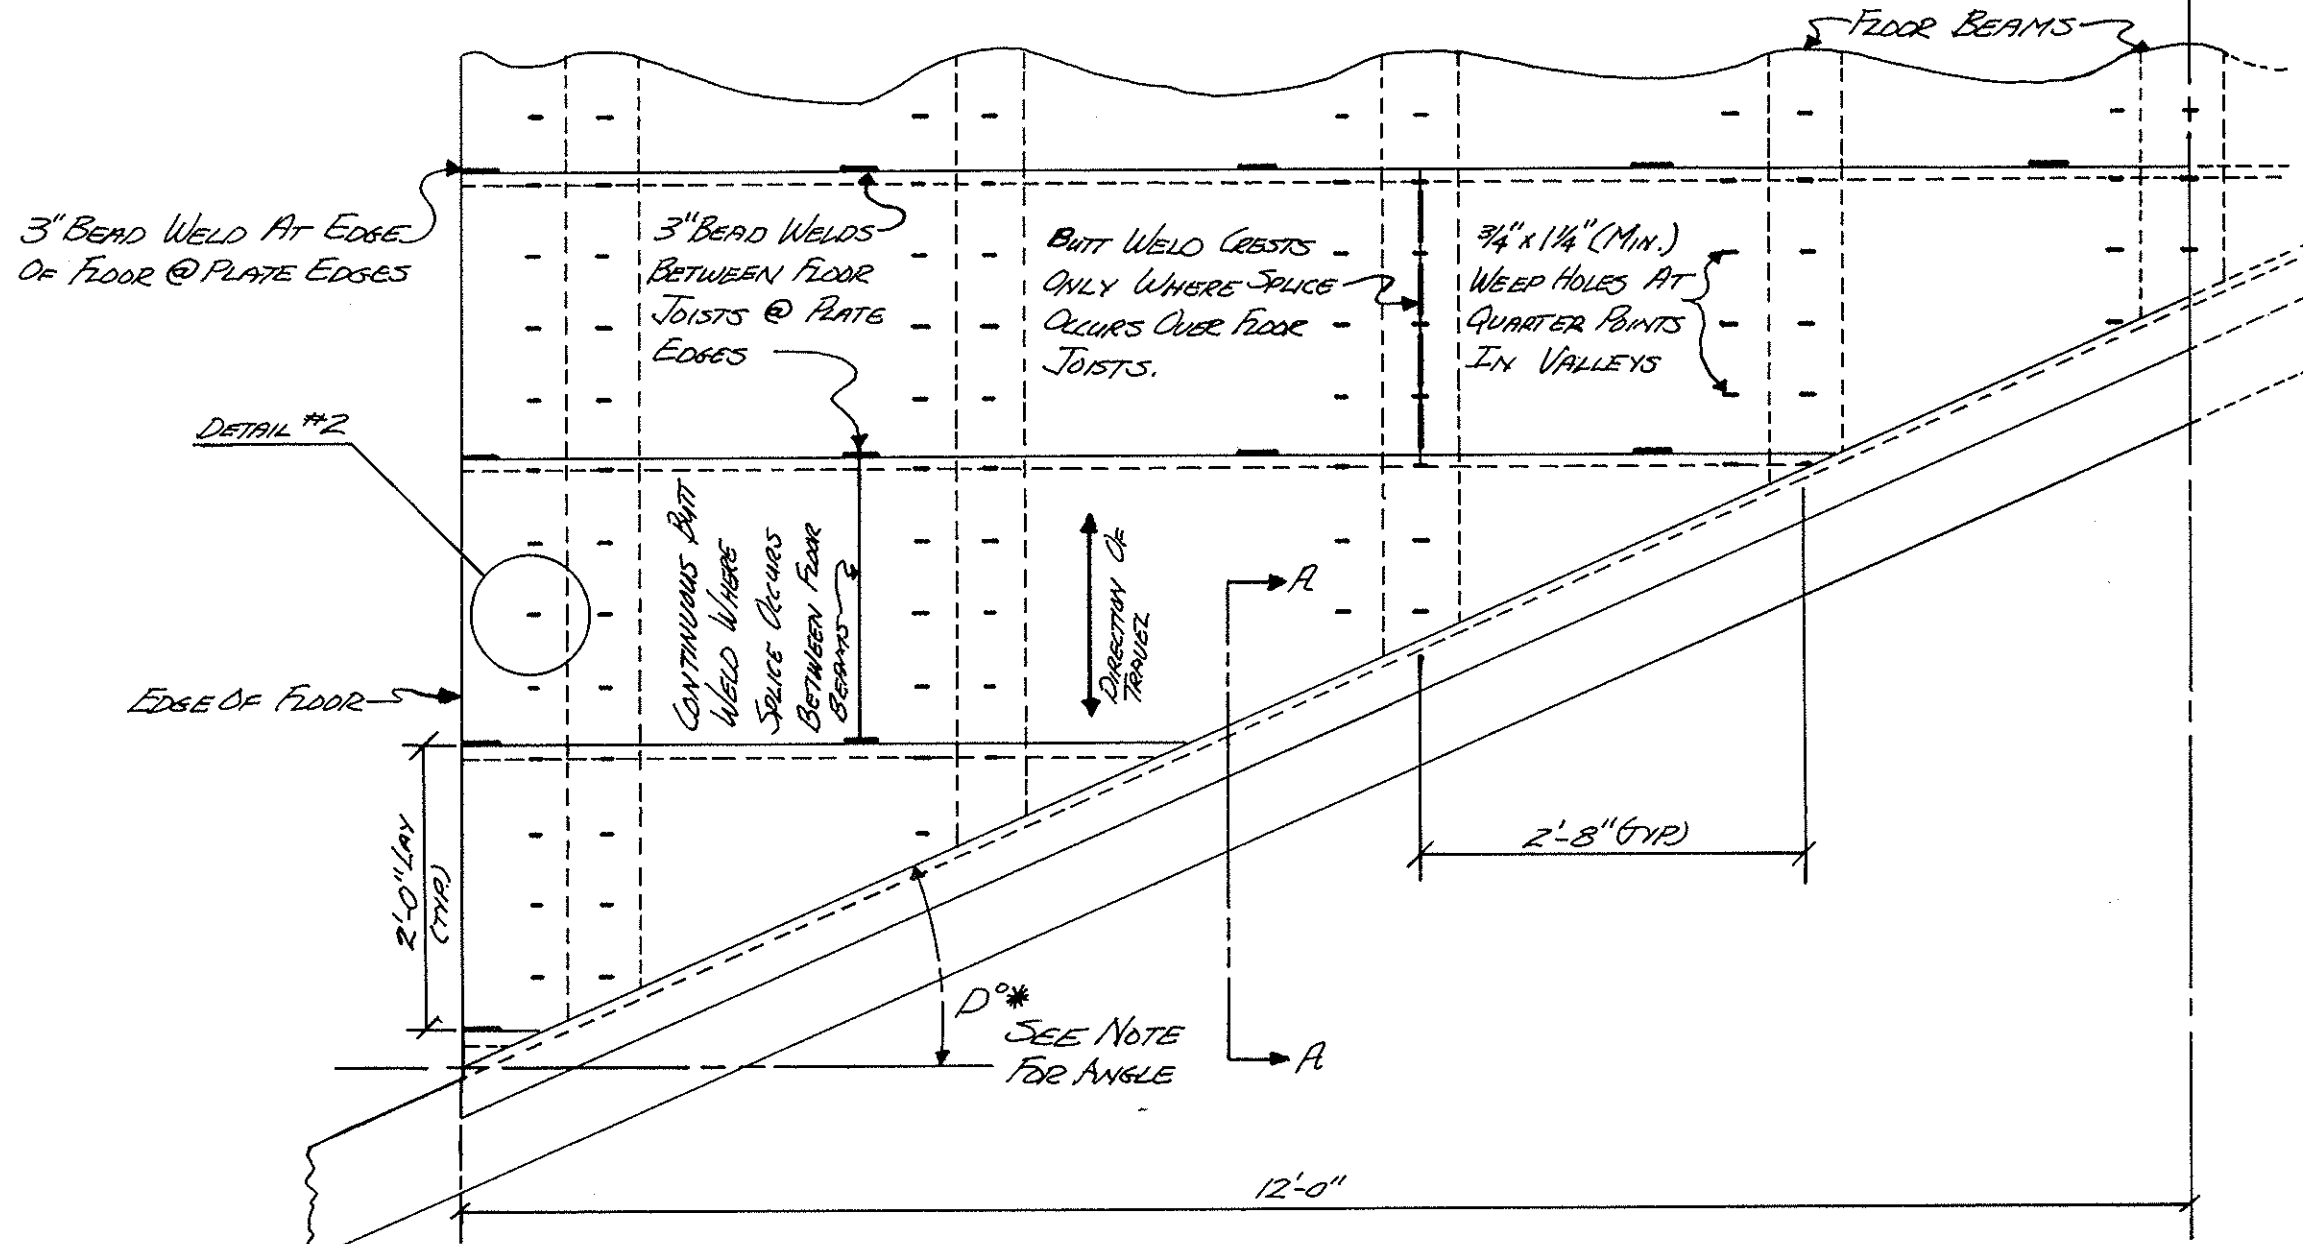 FLOOR BEAMS
3" BEAD WELD AT EDGE
OF FLOOR @ PLATE EDGES
3" BEAD WELDS
BETWEEN FLOOR
JOISTS @ PLATE
EDGES
BUTT WELD CRESTS
ONLY WHERE SPLICE
OCCURS OVER FLOOR
JOISTS.
3/4" x 1 1/4" (MIN.)
WEEP HOLES AT
QUARTER POINTS
IN VALLEYS
DETAIL #2
CONTINUOUS BUTT
WELD WHERE
SPLICE OCCURS
BETWEEN FLOOR
BEAMS
DIRECTION OF
TRAVEL
A
EDGE OF FLOOR
2'-0" LAY
(TYP.)
2'-8" (TYP.)
D°*
SEE NOTE
FOR ANGLE
A
12'-0"